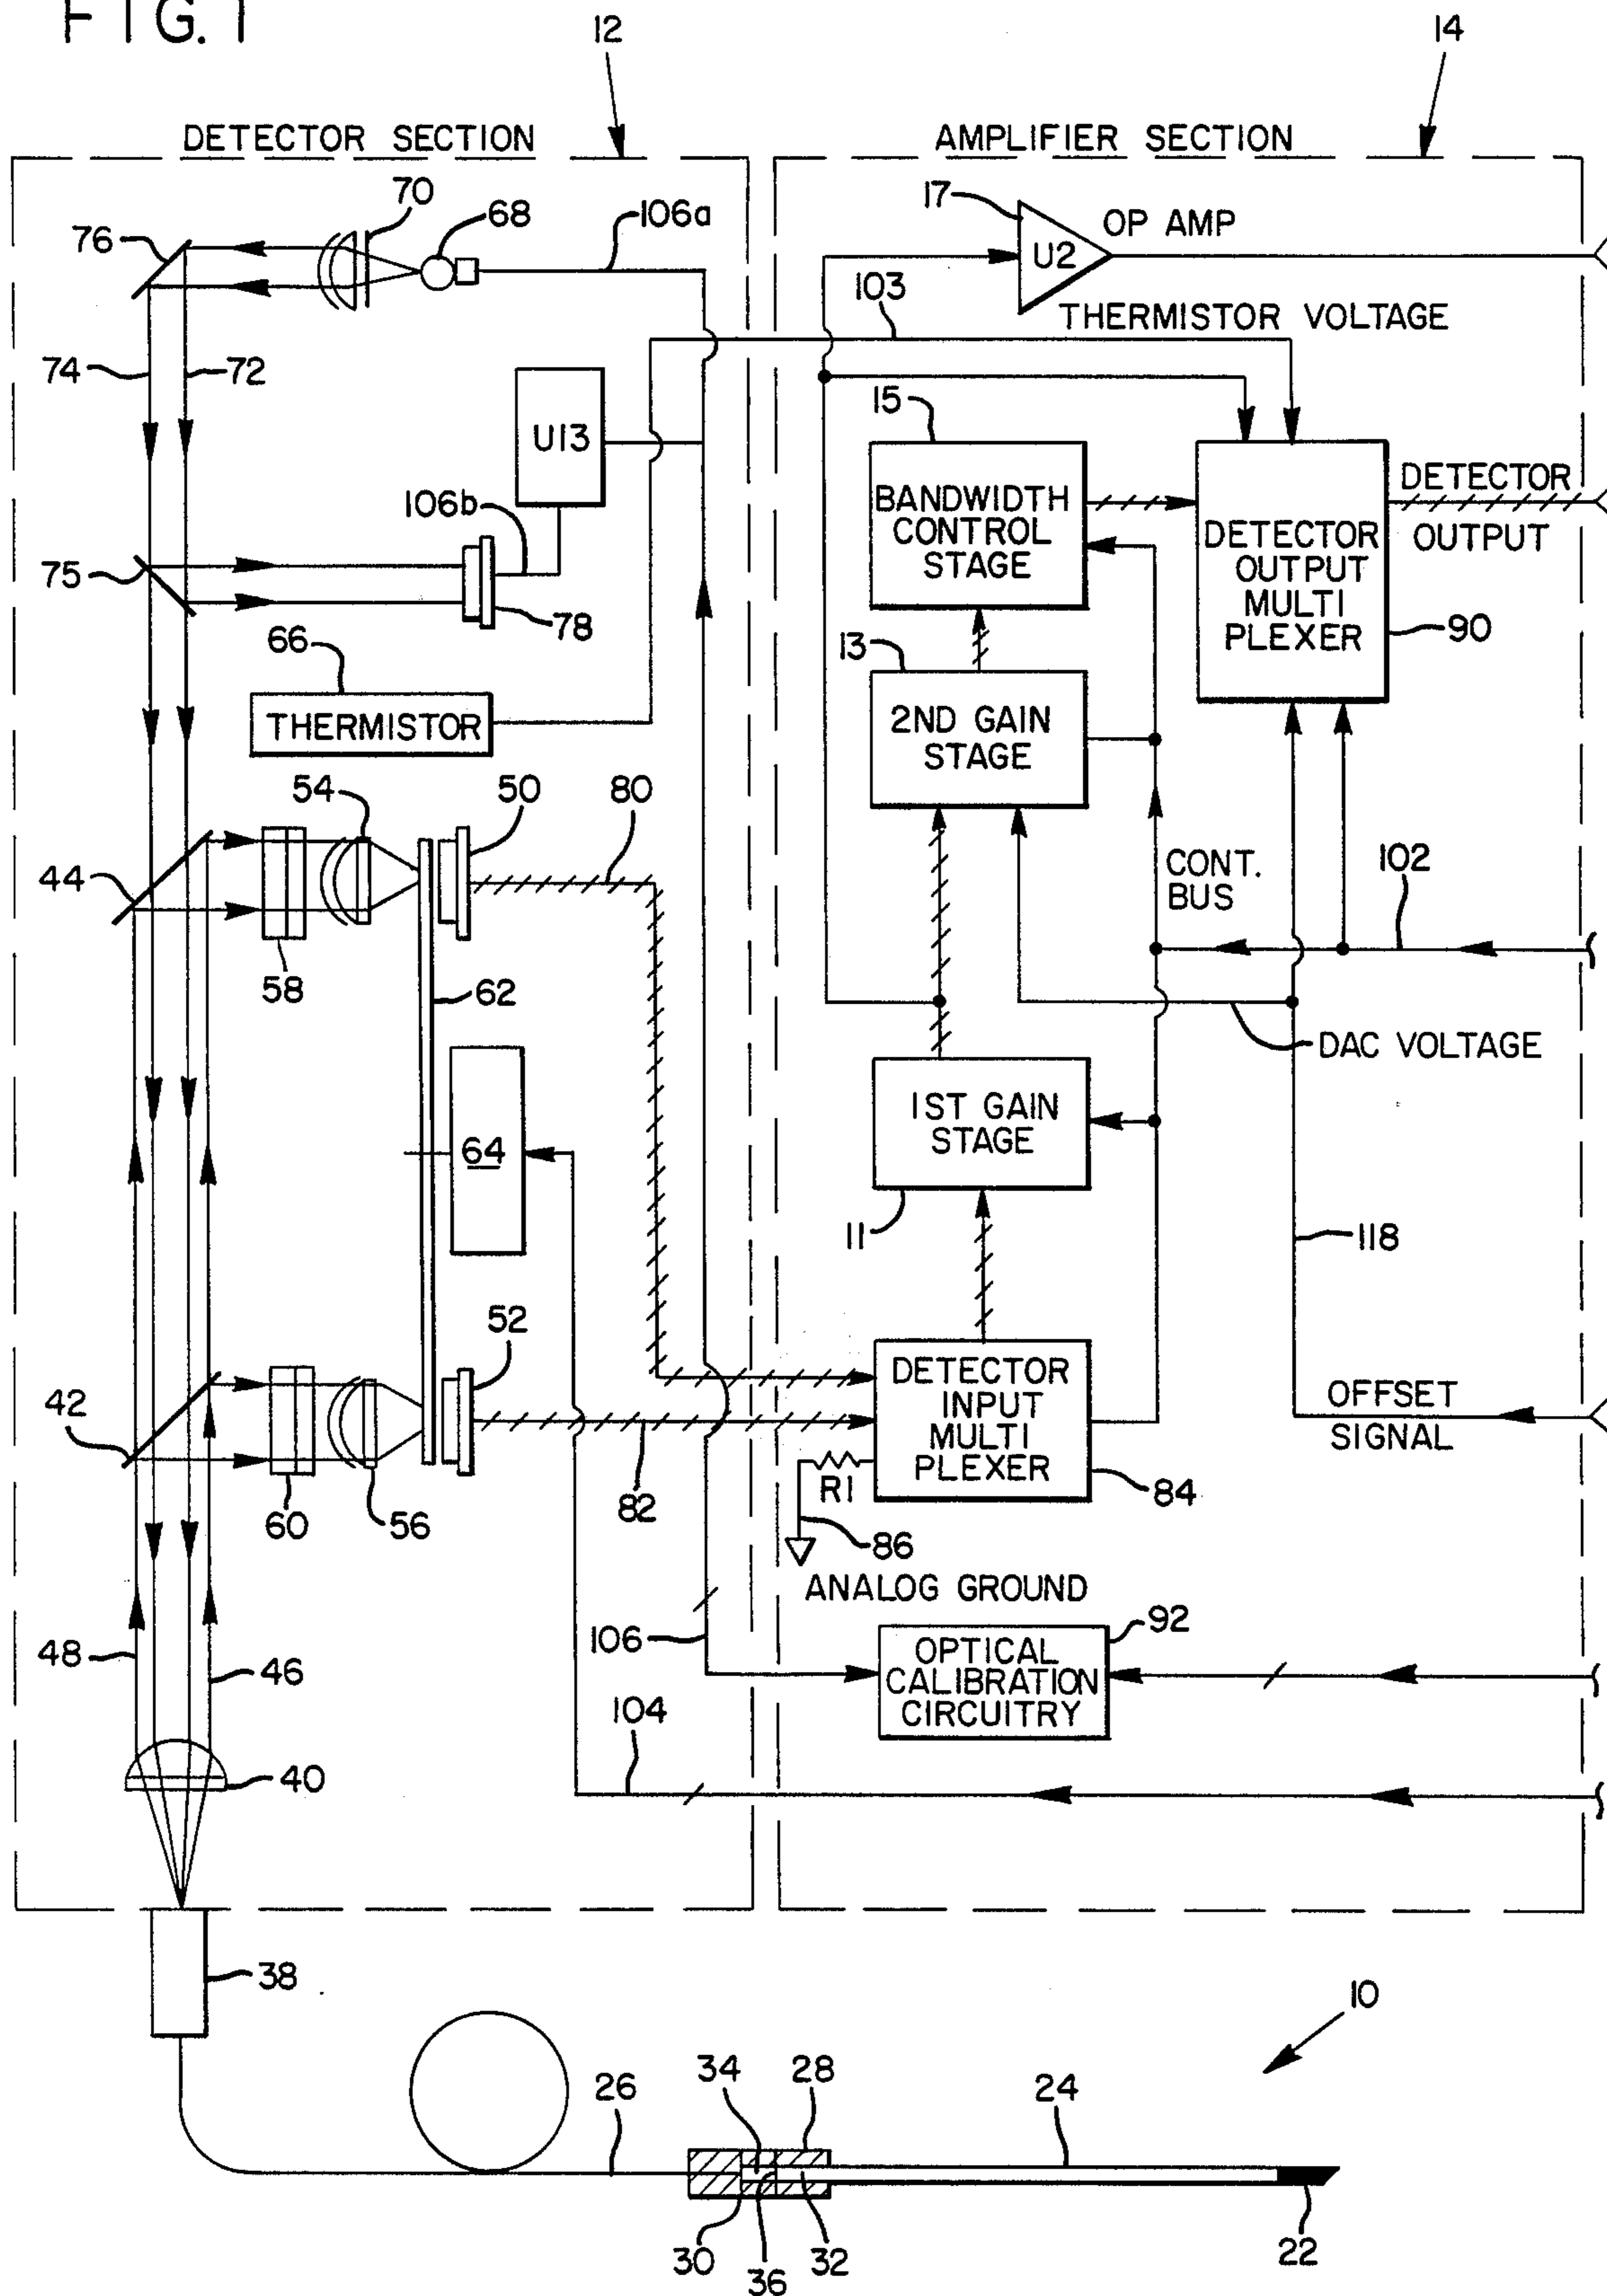 FIG. 1
12
14
DETECTOR SECTION
AMPLIFIER SECTION
70
68
106a
17
OP AMP
U2
76
103
THERMISTOR VOLTAGE
74
72
15
U13
BANDWIDTH
CONTROL
STAGE
DETECTOR
OUTPUT
DETECTOR
OUTPUT
MULTI
PLEXER
106b
75
78
90
66
13
THERMISTOR
2ND GAIN
STAGE
54
50
80
44
CONT.
BUS
102
58
62
DAC VOLTAGE
1ST GAIN
STAGE
64
11
118
52
DETECTOR
INPUT
MULTI
PLEXER
42
OFFSET
SIGNAL
R1
84
60
56
82
86
ANALOG GROUND
92
48
46
106
OPTICAL
CALIBRATION
CIRCUITRY
104
40
38
10
26
34
28
24
30
36
32
22